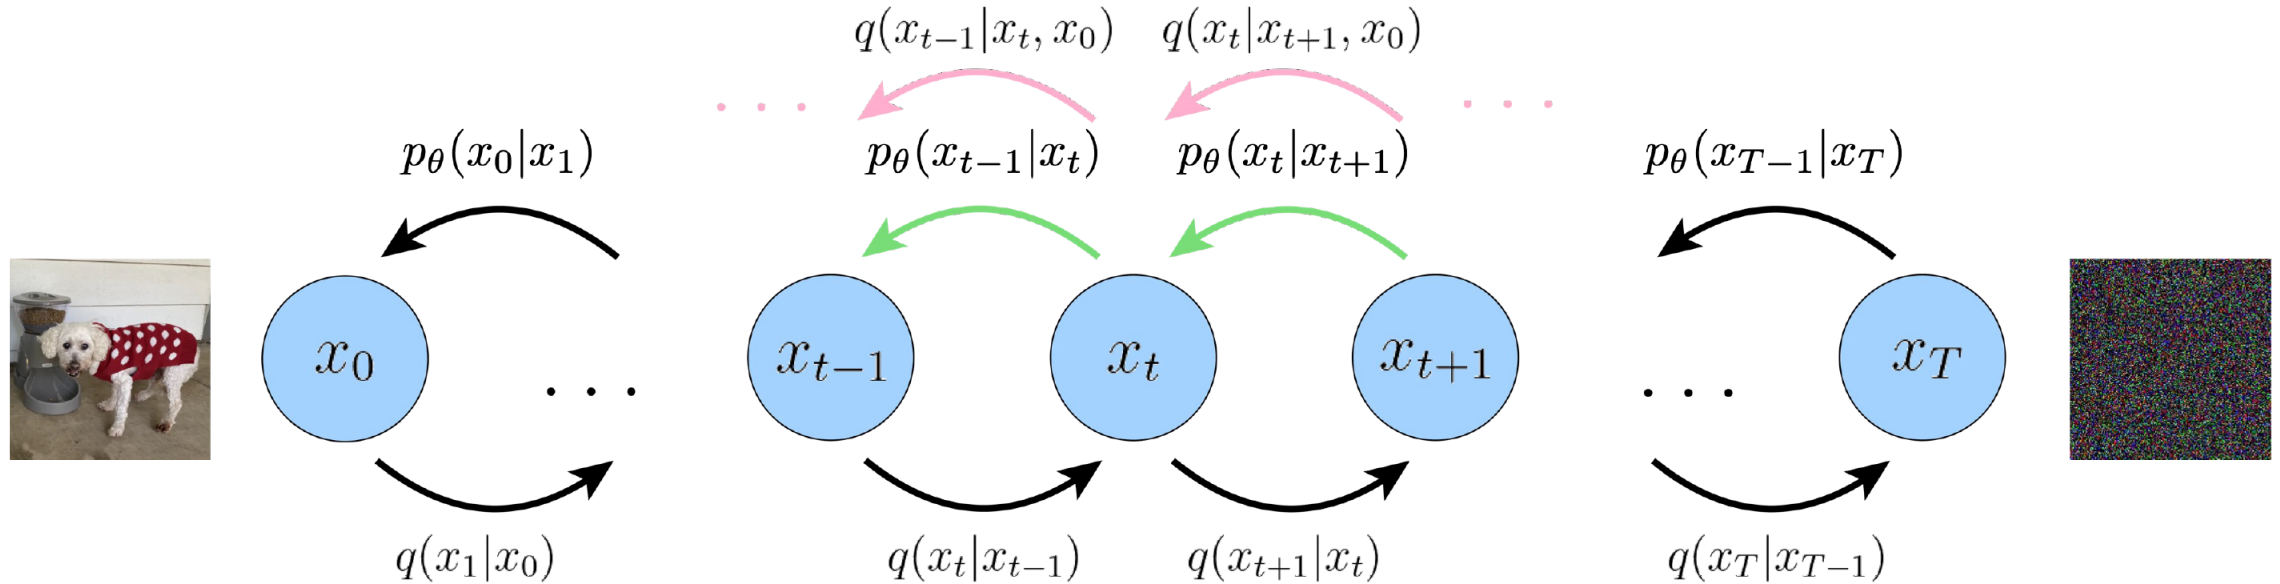 q(x_{t-1}|x_t, x_0) q(x_t|x_{t+1}, x_0)
. . . . . .
p_θ(x_0|x_1) p_θ(x_{t-1}|x_t) p_θ(x_t|x_{t+1}) p_θ(x_{T-1}|x_T)
x_0 . . . x_{t-1} x_t x_{t+1} . . . x_T
q(x_1|x_0) q(x_t|x_{t-1}) q(x_{t+1}|x_t) q(x_T|x_{T-1})